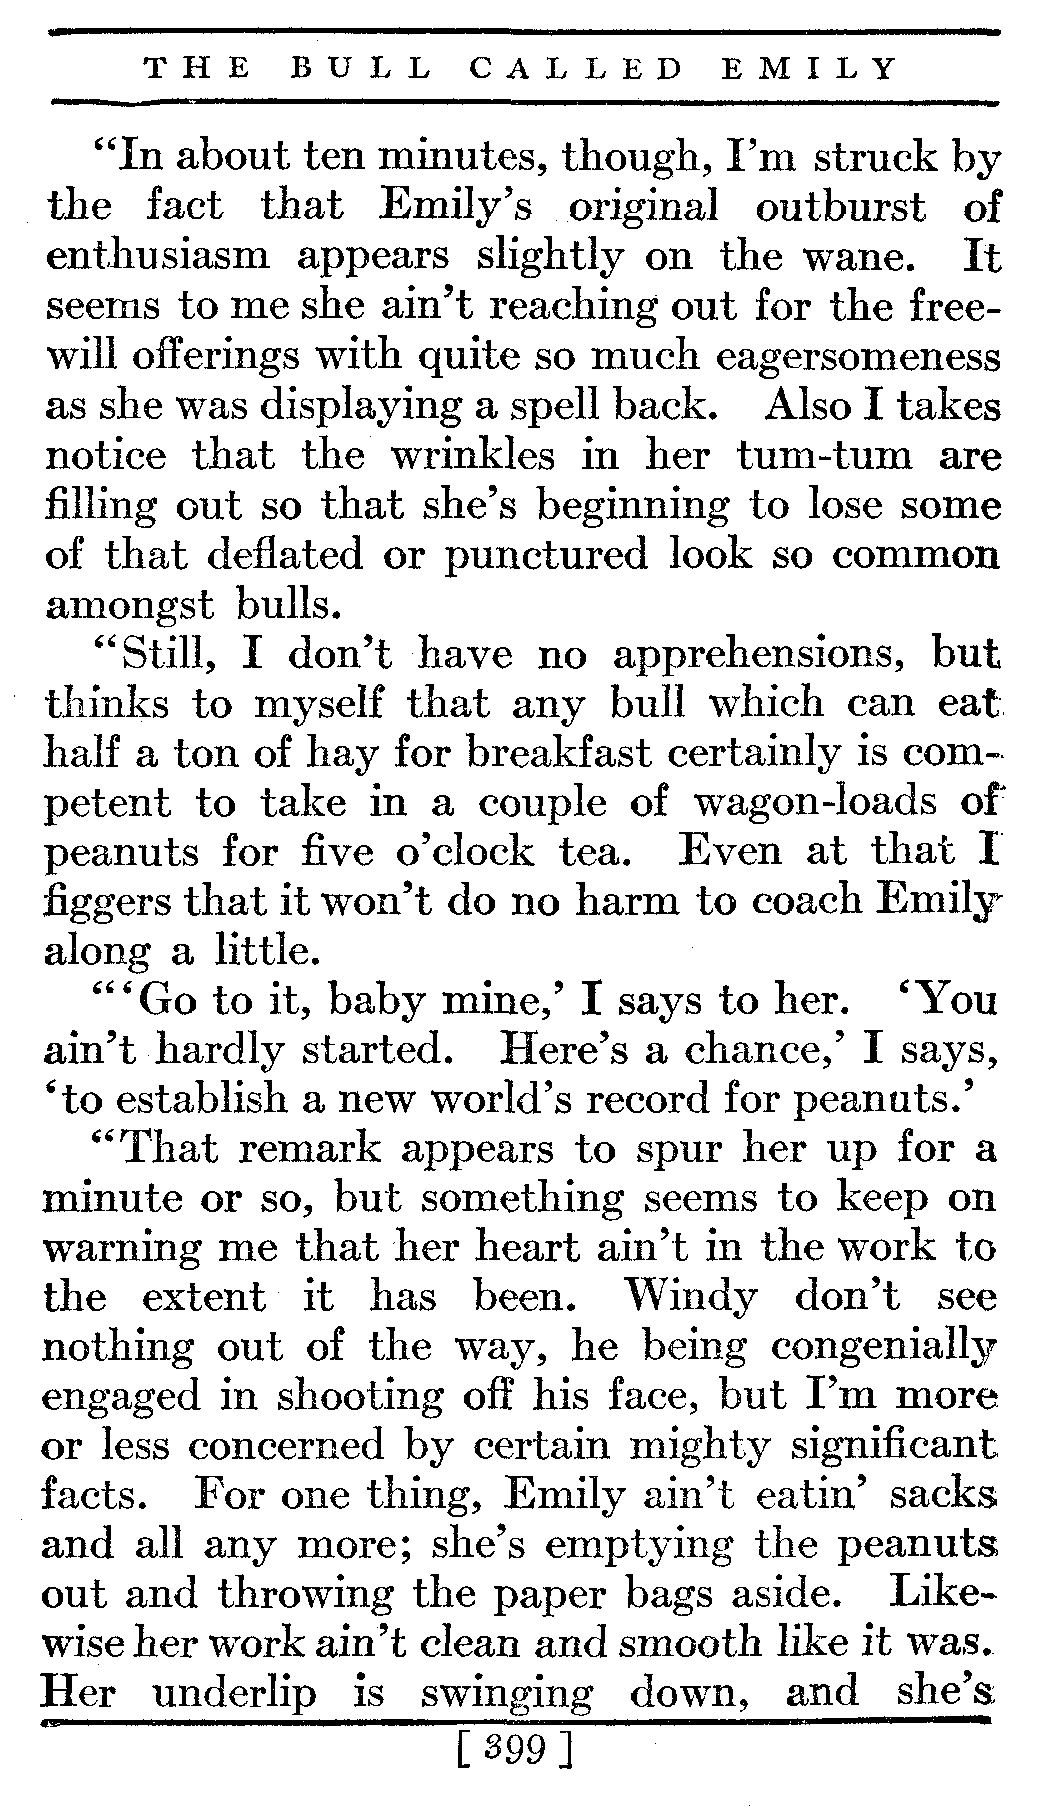 THE BULL CALLED EMILY
“In about ten minutes, though, I’m struck by
the fact that Emily’s original outburst of
enthusiasm appears slightly on the wane. It
seems to me she ain’t reaching out for the free-
will offerings with quite so much eagersomeness
as she was displaying a spell back. Also I takes
notice that the wrinkles in her tum-tum are
filling out so that she’s beginning to lose some
of that deflated or punctured look so common
amongst bulls.
“Still, I don’t have no apprehensions, but
thinks to myself that any bull which can eat
half a ton of hay for breakfast certainly is com-
petent to take in a couple of wagon-loads of
peanuts for five o’clock tea. Even at that I
figgers that it won’t do no harm to coach Emily
along a little.
“‘Go to it, baby mine,’ I says to her. ‘You
ain’t hardly started. Here’s a chance,’ I says,
‘to establish a new world’s record for peanuts.’
“That remark appears to spur her up for a
minute or so, but something seems to keep on
warning me that her heart ain’t in the work to
the extent it has been. Windy don’t see
nothing out of the way, he being congenially
engaged in shooting off his face, but I’m more
or less concerned by certain mighty significant
facts. For one thing, Emily ain’t eatin’ sacks
and all any more; she’s emptying the peanuts
out and throwing the paper bags aside. Like-
wise her work ain’t clean and smooth like it was.
Her underlip is swinging down, and she’s
[ 399 ]